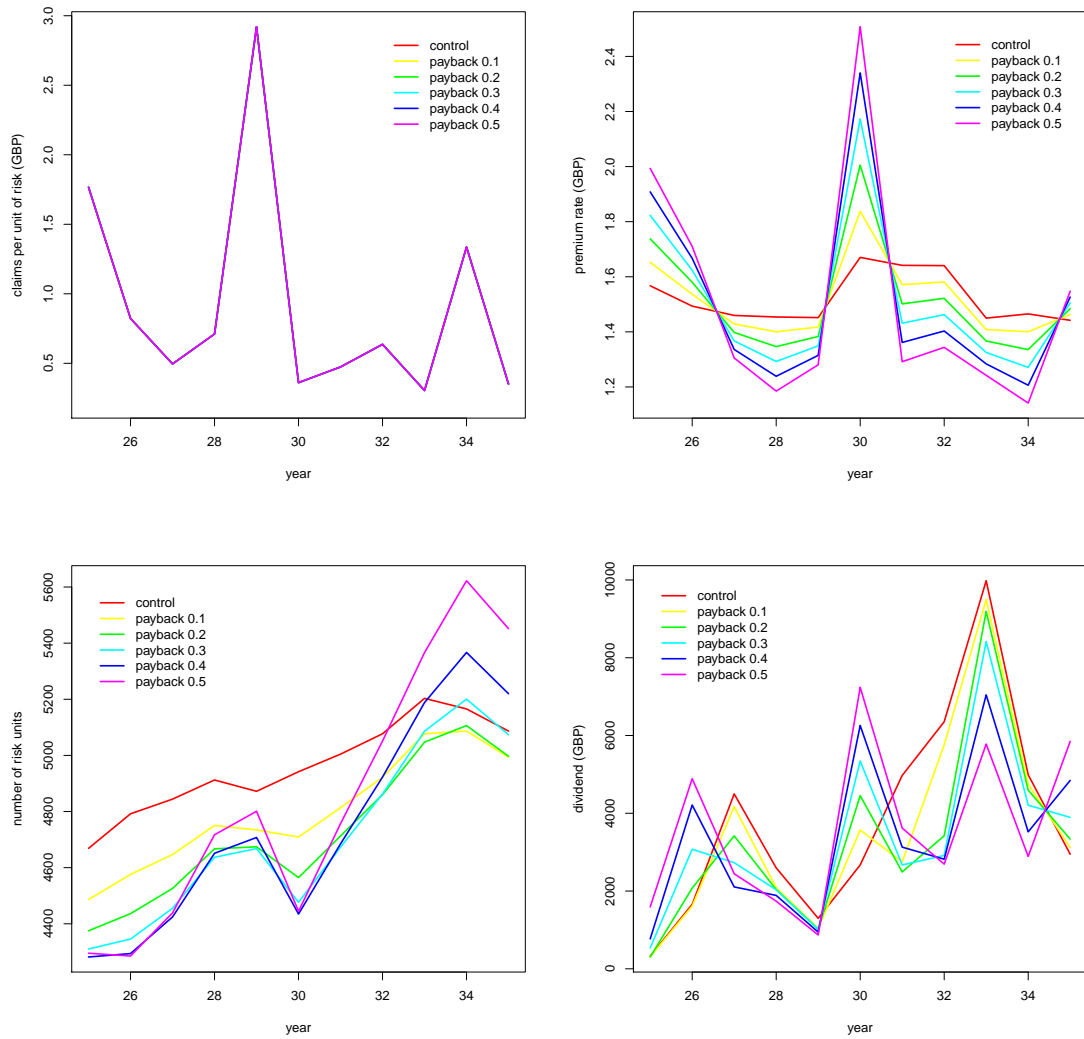 claims per unit of risk (GBP)
3.0
2.5
2.0
1.5
1.0
0.5
control
payback 0.1
payback 0.2
payback 0.3
payback 0.4
payback 0.5
26 28 30 32 34
year
premium rate (GBP)
2.4
2.2
2.0
1.8
1.6
1.4
1.2
control
payback 0.1
payback 0.2
payback 0.3
payback 0.4
payback 0.5
26 28 30 32 34
year
number of risk units
5600
5400
5200
5000
4800
4600
4400
control
payback 0.1
payback 0.2
payback 0.3
payback 0.4
payback 0.5
26 28 30 32 34
year
dividend (GBP)
10000
8000
6000
4000
2000
0
control
payback 0.1
payback 0.2
payback 0.3
payback 0.4
payback 0.5
26 28 30 32 34
year